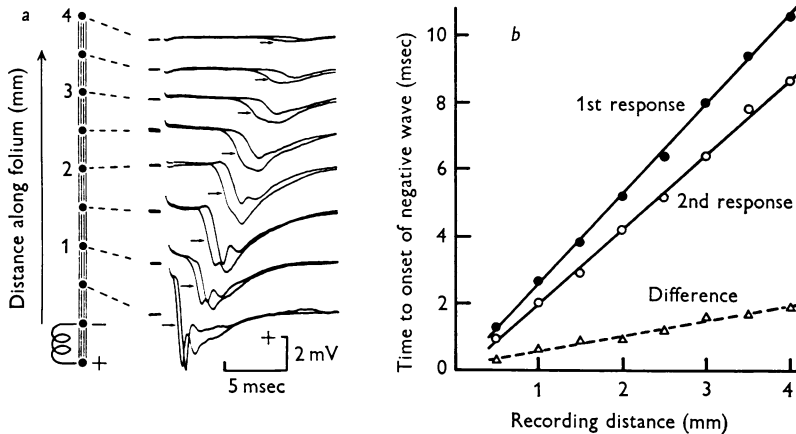 a
4
3
2
1
Distance along folium (mm)
−
+
+
2 mV
5 msec
b
10
8
6
4
2
0
Time to onset of negative wave (msec)
1st response
2nd response
Difference
1
2
3
4
Recording distance (mm)